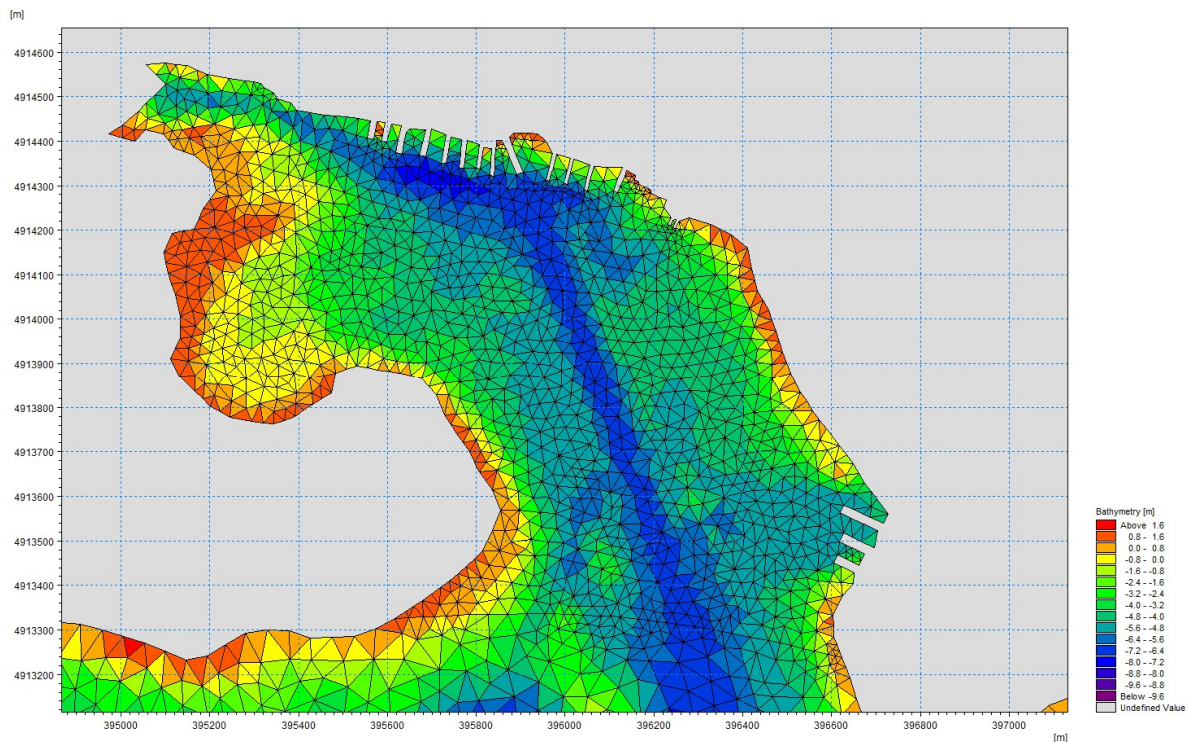 [m]
4914600
4914500
4914400
4914300
4914200
4914100
4914000
4913900
4913800
4913700
4913600
4913500
4913400
4913300
4913200
395000 395200 395400 395600 395800 396000 396200 396400 396600 396800 397000
[m]
Bathymetry [m]
Above 1.6
0.8 - 1.6
0.0 - 0.8
-0.8 - 0.0
-1.6 - -0.8
-2.4 - -1.6
-3.2 - -2.4
-4.0 - -3.2
-4.8 - -4.0
-5.6 - -4.8
-6.4 - -5.6
-7.2 - -6.4
-8.0 - -7.2
-8.8 - -8.0
-9.6 - -8.8
Below -9.6
Undefined Value